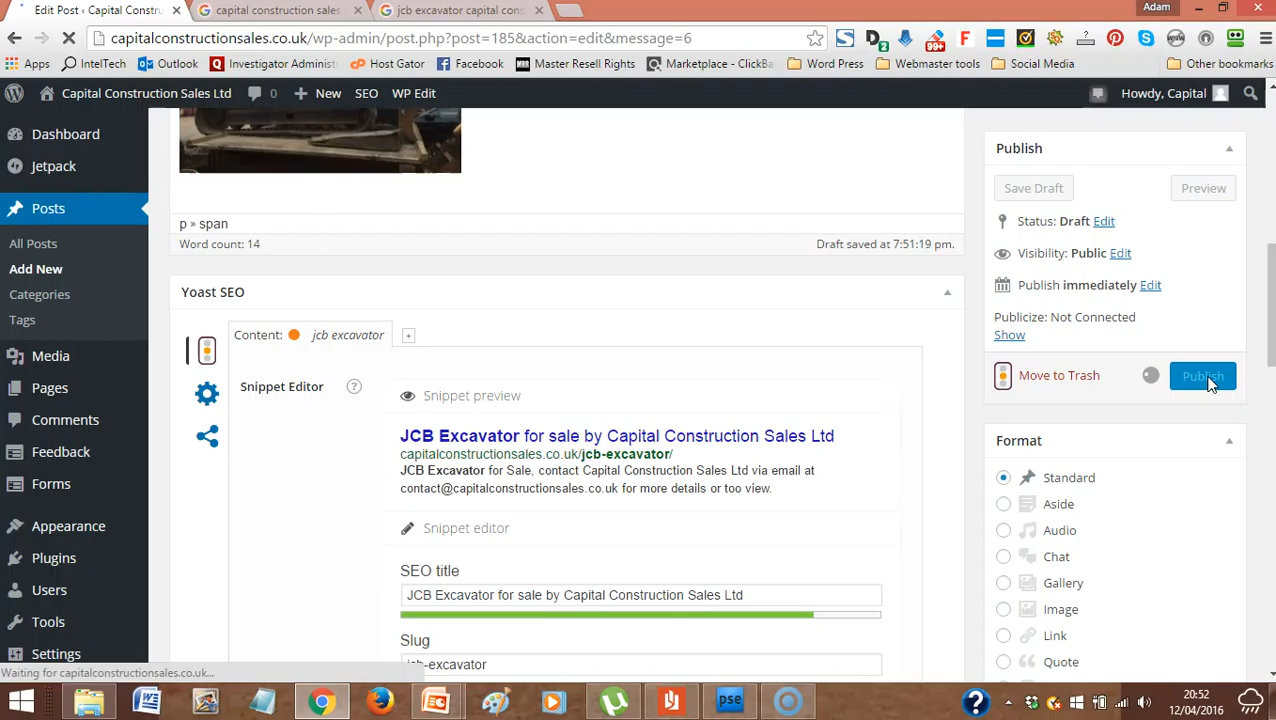 Edit Post ‹ Capital Constru
capital construction sales
jcb excavator capital cons
Adam
capitalconstructionsales.co.uk/wp-admin/post.php?post=185&action=edit&message=6
2
99+
Apps
IntelTech
Outlook
Investigator Adminis
Host Gator
Facebook
Master Resell Rights
Marketplace - ClickBa
Word Press
Webmaster tools
Social Media
Other bookmarks
Capital Construction Sales Ltd
0
New
SEO
WP Edit
Howdy, Capital
Dashboard
Jetpack
Posts
All Posts
Add New
Categories
Tags
Media
Pages
Comments
Feedback
Forms
Appearance
Plugins
Users
Tools
Settings
p » span
Word count: 14
Draft saved at 7:51:19 pm.
Yoast SEO
Content:
jcb excavator
+
Snippet Editor
?
Snippet preview
JCB Excavator for sale by Capital Construction Sales Ltd
capitalconstructionsales.co.uk/jcb-excavator/
JCB Excavator for Sale, contact Capital Construction Sales Ltd via email at
contact@capitalconstructionsales.co.uk for more details or too view.
Snippet editor
SEO title
JCB Excavator for sale by Capital Construction Sales Ltd
Slug
jcb-excavator
Publish
Save Draft
Preview
Status: Draft Edit
Visibility: Public Edit
Publish immediately Edit
Publicize: Not Connected
Show
Move to Trash
Publish
Format
Standard
Aside
Audio
Chat
Gallery
Image
Link
Quote
Waiting for capitalconstructionsales.co.uk...
pse
20:52
12/04/2016